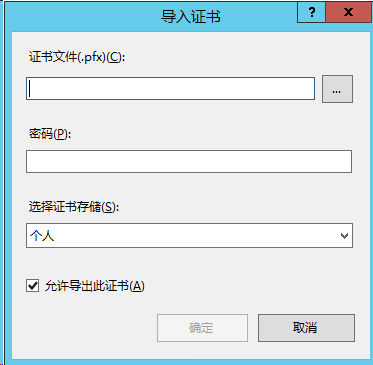 导入证书
?
x
证书文件(.pfx)(C):
...
密码(P):
选择证书存储(S):
个人
允许导出此证书(A)
确定 取消